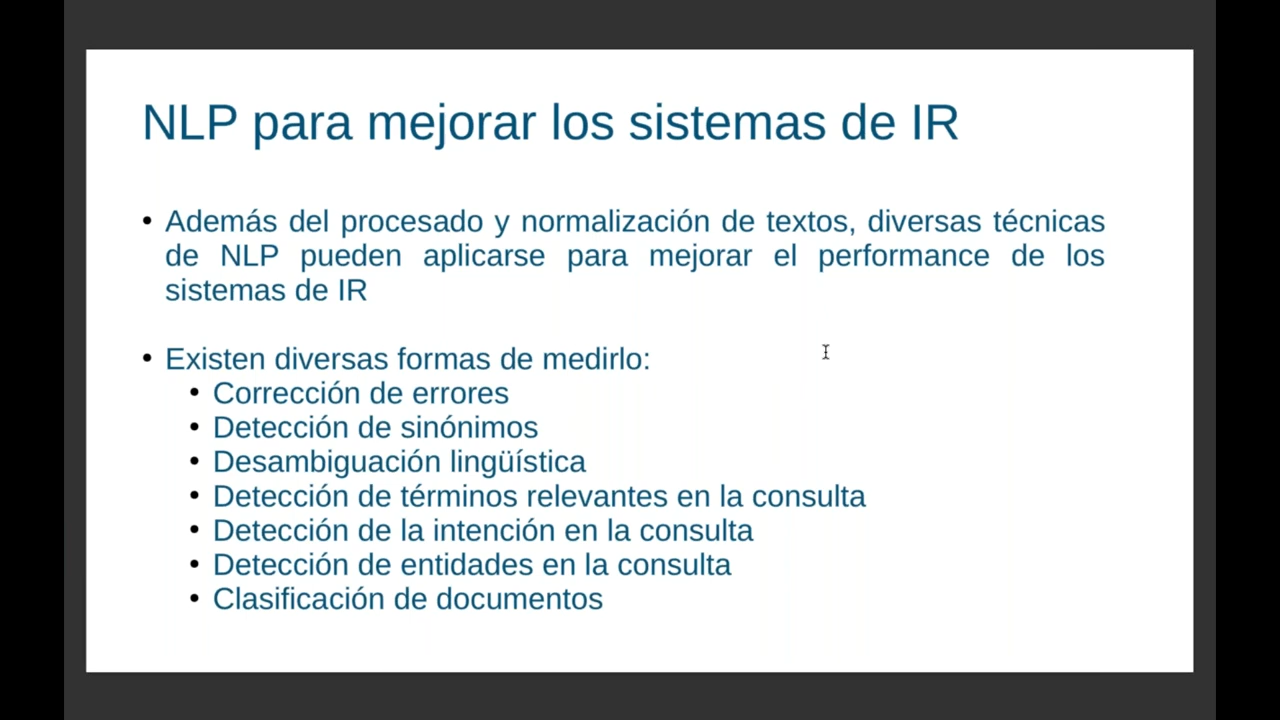 NLP para mejorar los sistemas de IR
• Además del procesado y normalización de textos, diversas técnicas
de NLP pueden aplicarse para mejorar el performance de los
sistemas de IR
• Existen diversas formas de medirlo:
• Corrección de errores
• Detección de sinónimos
• Desambiguación lingüística
• Detección de términos relevantes en la consulta
• Detección de la intención en la consulta
• Detección de entidades en la consulta
• Clasificación de documentos